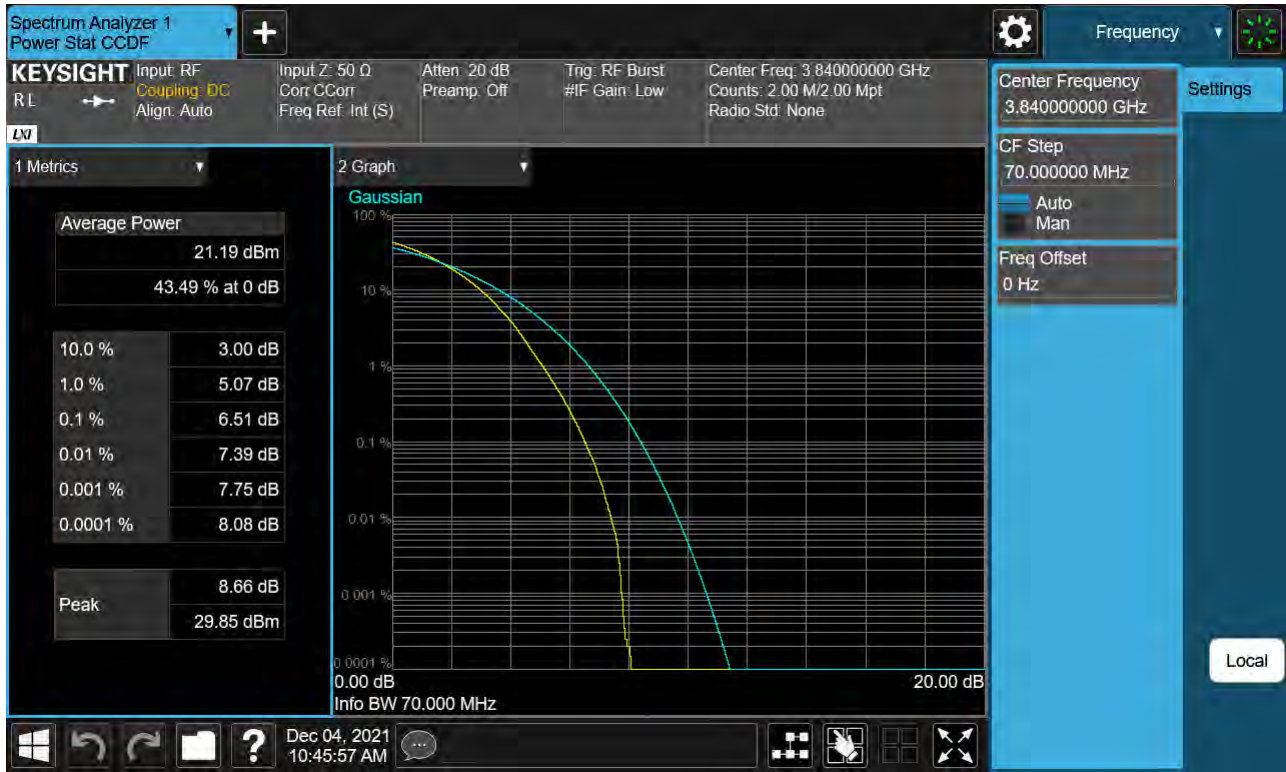 Spectrum Analyzer 1
Power Stat CCDF
Frequency
KEYSIGHT
RL
LXI
Input: RF
Coupling: DC
Align: Auto
Input Z: 50 Ω
Corr CCorr
Freq Ref: Int (S)
Atten: 20 dB
Preamp: Off
Trig: RF Burst
#IF Gain: Low
Center Freq: 3.840000000 GHz
Counts: 2.00 M/2.00 Mpt
Radio Std: None
Center Frequency
3.840000000 GHz
Settings
CF Step
70.000000 MHz
Auto
Man
Freq Offset
0 Hz
Local
1 Metrics
Average Power
21.19 dBm
43.49 % at 0 dB
10.0 % 3.00 dB
1.0 % 5.07 dB
0.1 % 6.51 dB
0.01 % 7.39 dB
0.001 % 7.75 dB
0.0001 % 8.08 dB
Peak
8.66 dB
29.85 dBm
2 Graph
Gaussian
100 %
10 %
1 %
0.1 %
0.01 %
0.001 %
0.0001 %
0.00 dB 20.00 dB
Info BW 70.000 MHz
?
Dec 04, 2021
10:45:57 AM